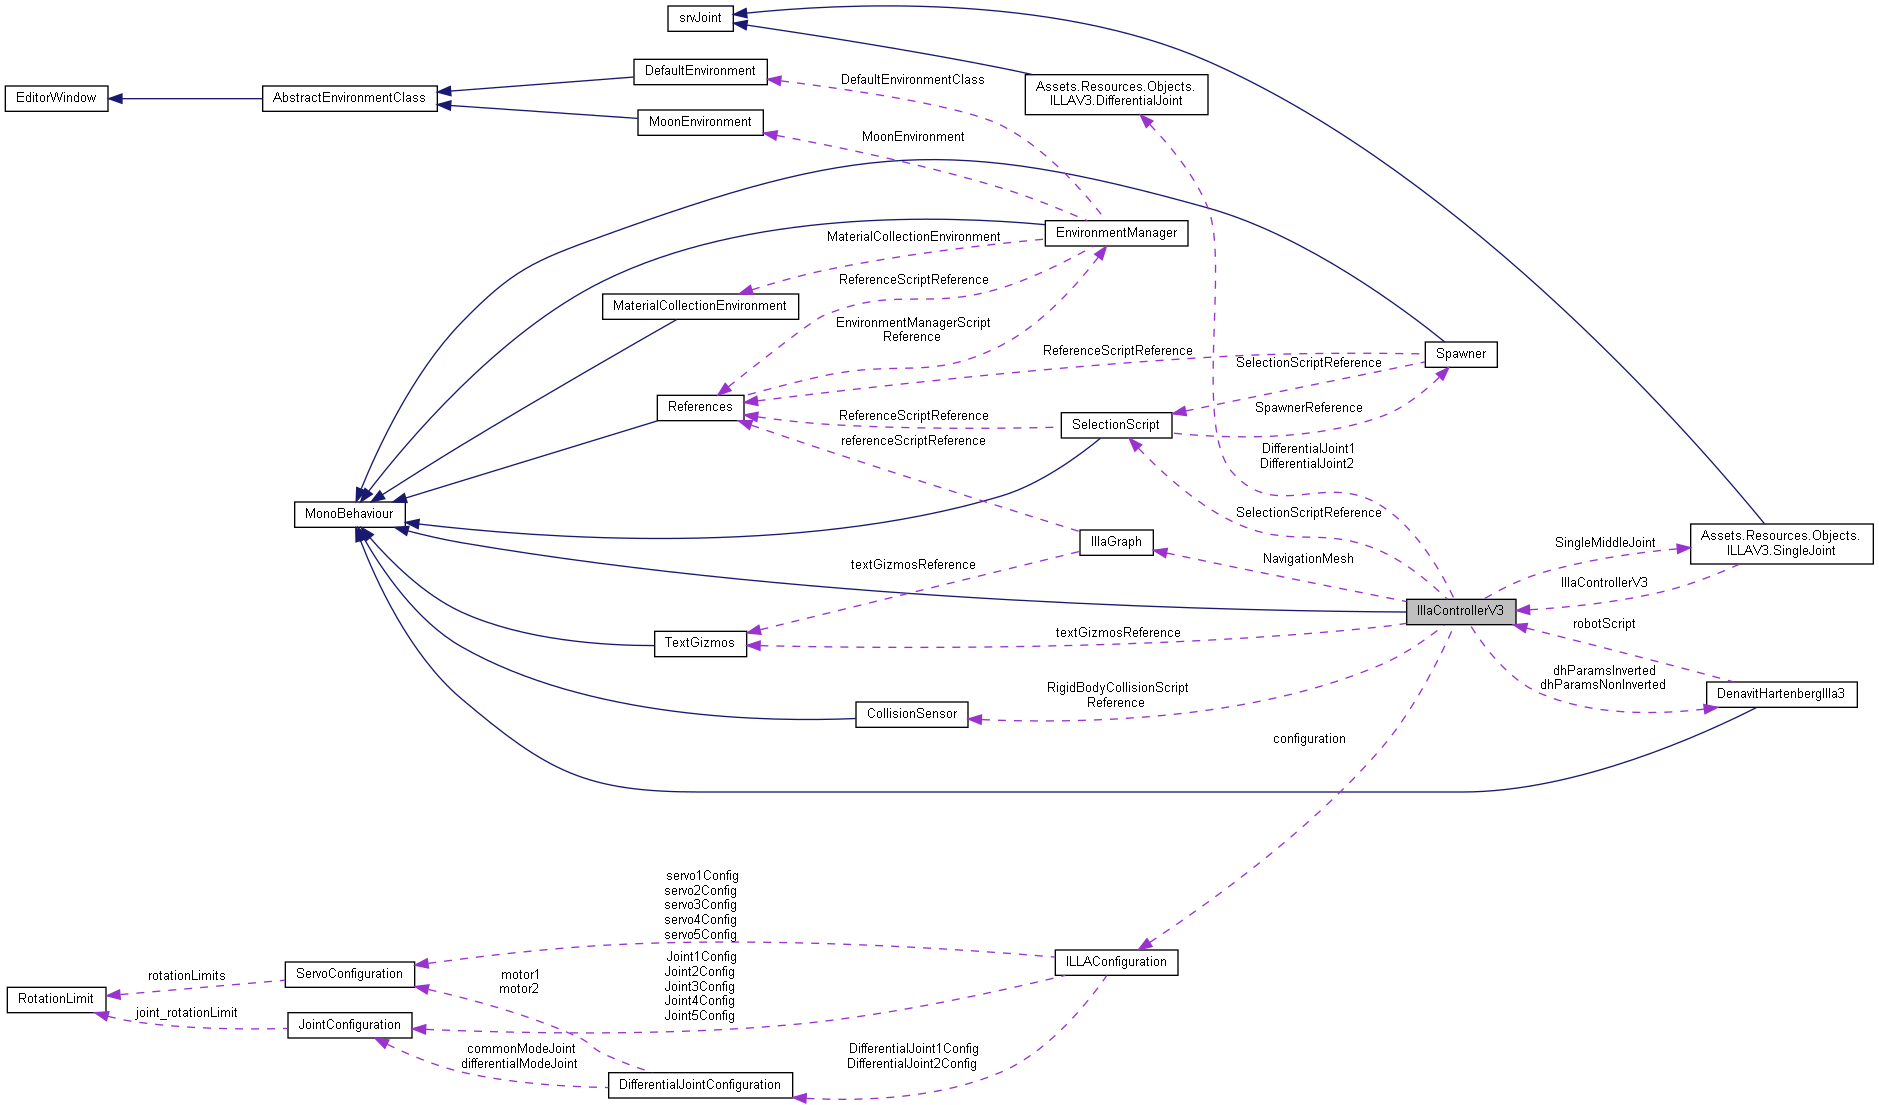 srvJoint
DefaultEnvironment
DefaultEnvironmentClass
EditorWindow
AbstractEnvironmentClass
Assets.Resources.Objects.
ILLAV3.DifferentialJoint
MoonEnvironment
MoonEnvironment
EnvironmentManager
MaterialCollectionEnvironment
ReferenceScriptReference
MaterialCollectionEnvironment
EnvironmentManagerScript
Reference
ReferenceScriptReference
Spawner
SelectionScriptReference
References
SpawnerReference
ReferenceScriptReference
SelectionScript
referenceScriptReference
DifferentialJoint1
DifferentialJoint2
MonoBehaviour
SelectionScriptReference
IllaGraph
SingleMiddleJoint
Assets.Resources.Objects.
ILLAV3.SingleJoint
textGizmosReference
NavigationMesh
IllaControllerV3
IllaControllerV3
robotScript
TextGizmos
textGizmosReference
dhParamsInverted
dhParamsNonInverted
RigidBodyCollisionScript
Reference
DenavitHartenbergIlla3
CollisionSensor
configuration
servo1Config
servo2Config
servo3Config
servo4Config
servo5Config
Joint1Config
Joint2Config
Joint3Config
Joint4Config
Joint5Config
ILLAConfiguration
rotationLimits
ServoConfiguration
motor1
motor2
RotationLimit
joint_rotationLimit
JointConfiguration
commonModeJoint
differentialModeJoint
DifferentialJoint1Config
DifferentialJoint2Config
DifferentialJointConfiguration